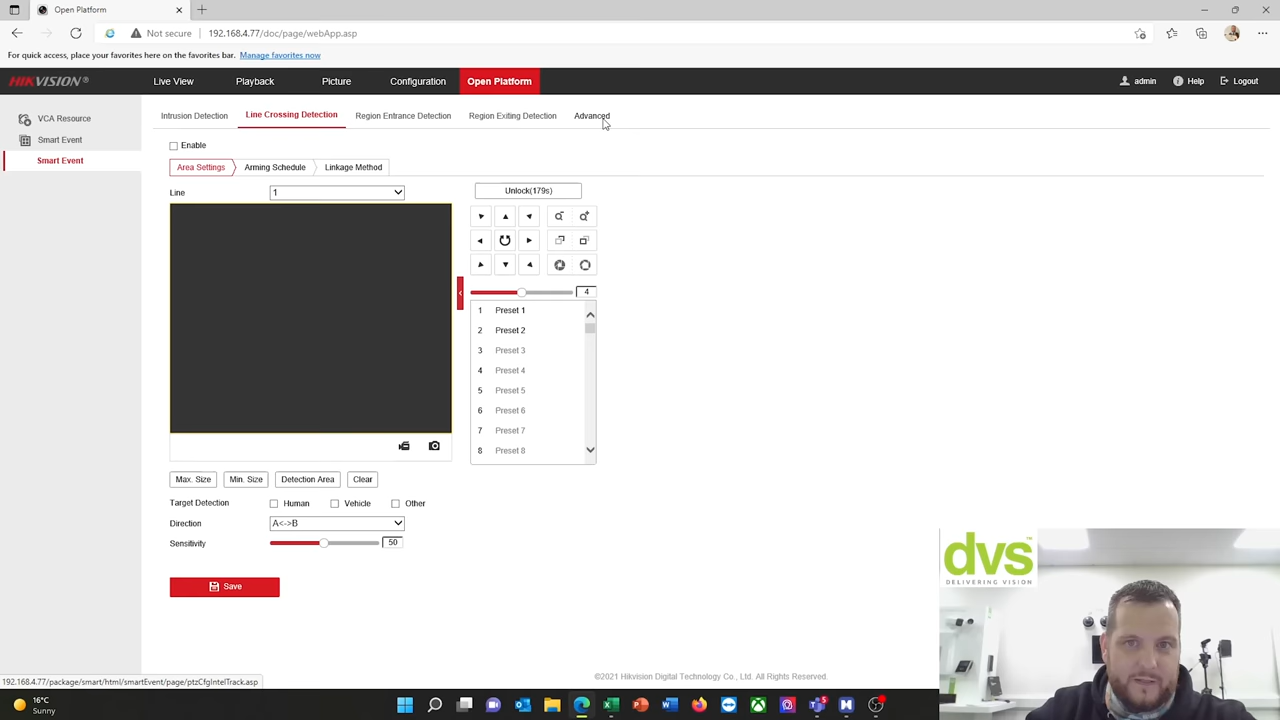 Open Platform
Not secure 192.168.4.77/doc/page/webApp.asp
For quick access, place your favorites here on the favorites bar. Manage favorites now
HIKVISION® Live View Playback Picture Configuration Open Platform admin Help Logout
VCA Resource
Smart Event
Smart Event
Intrusion Detection Line Crossing Detection Region Entrance Detection Region Exiting Detection Advanced
Enable
Area Settings Arming Schedule Linkage Method
Line 1
Unlock(179s)
4
1 Preset 1
2 Preset 2
3 Preset 3
4 Preset 4
5 Preset 5
6 Preset 6
7 Preset 7
8 Preset 8
Max. Size Min. Size Detection Area Clear
Target Detection Human Vehicle Other
Direction A<->B
Sensitivity 50
Save
dvs™
DELIVERING VISION
©2021 Hikvision Digital Technology Co., Ltd. All Rights Reserved.
192.168.4.77/package/smart/html/smartEvent/page/ptzCfgIntelTrack.asp
16°C
Sunny